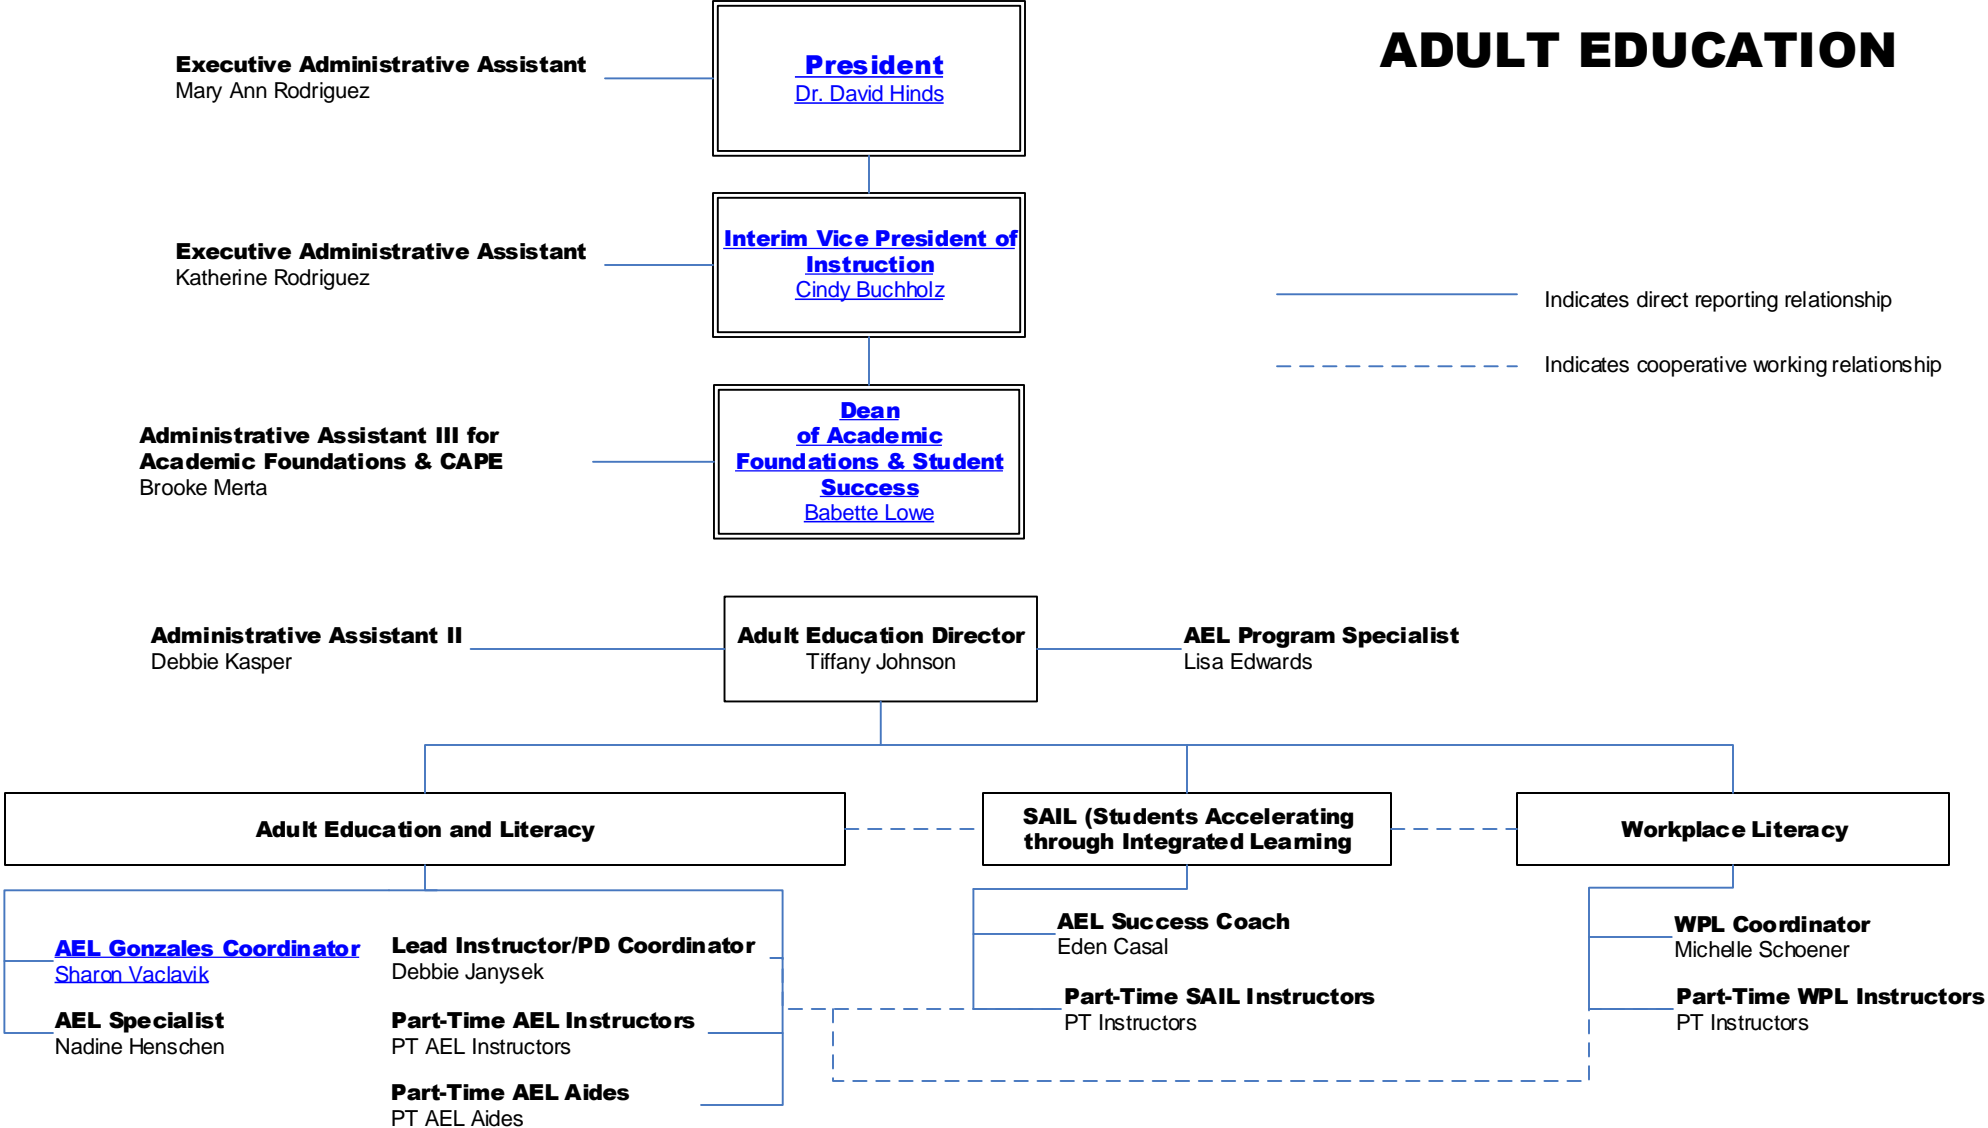 ADULT EDUCATION
Executive Administrative Assistant
Mary Ann Rodriguez
President
Dr. David Hinds
Executive Administrative Assistant
Katherine Rodriguez
Interim Vice President of
Instruction
Cindy Buchholz
Indicates direct reporting relationship
Indicates cooperative working relationship
Administrative Assistant III for
Academic Foundations & CAPE
Brooke Merta
Dean
of Academic
Foundations & Student
Success
Babette Lowe
Administrative Assistant II
Debbie Kasper
Adult Education Director
Tiffany Johnson
AEL Program Specialist
Lisa Edwards
Adult Education and Literacy
SAIL (Students Accelerating
through Integrated Learning
Workplace Literacy
AEL Gonzales Coordinator
Sharon Vaclavik
AEL Specialist
Nadine Henschen
Lead Instructor/PD Coordinator
Debbie Janysek
Part-Time AEL Instructors
PT AEL Instructors
Part-Time AEL Aides
PT AEL Aides
AEL Success Coach
Eden Casal
Part-Time SAIL Instructors
PT Instructors
WPL Coordinator
Michelle Schoener
Part-Time WPL Instructors
PT Instructors